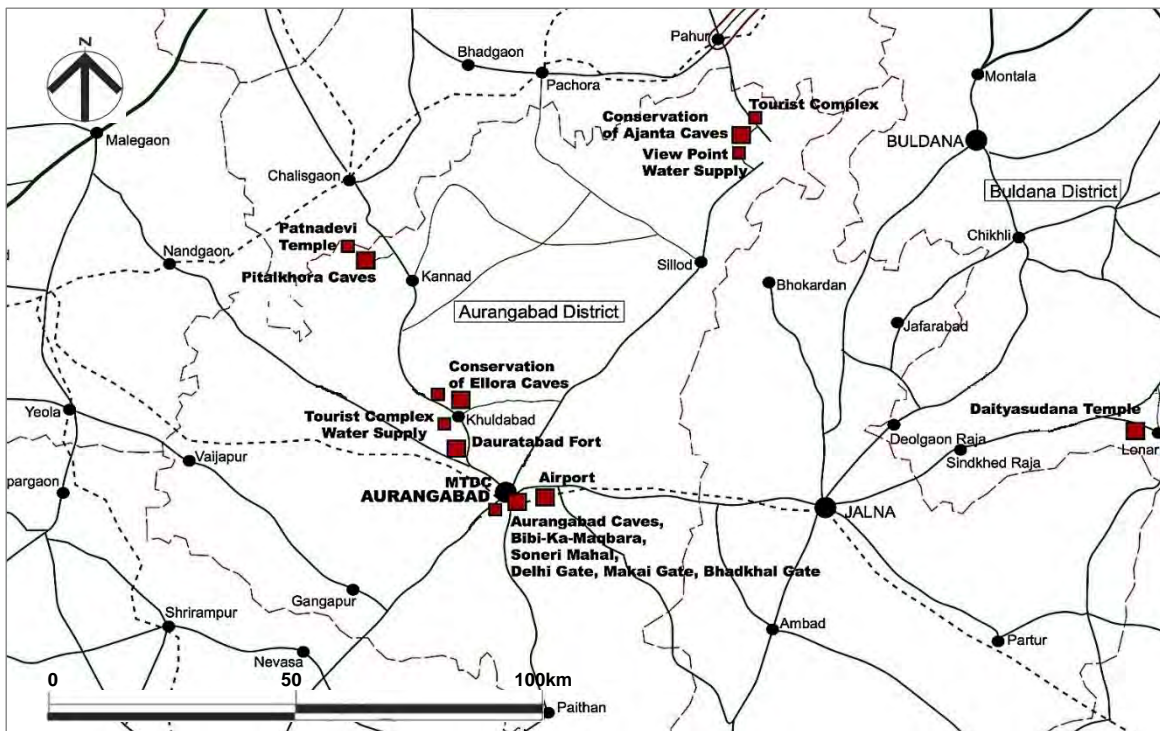 N
Bhadgaon
Pahur
Pachora
Montala
Malegaon
Tourist Complex
Conservation
of Ajanta Caves
View Point
Water Supply
BULDANA
Chalisgaon
Buldana District
Patnadevi
Temple
Pitalkhora Caves
Nandgaon
Kannad
Sillod
Chikhli
Bhokardan
Aurangabad District
Jafarabad
Conservation
of Ellora Caves
Yeola
Tourist Complex
Water Supply
Khuldabad
Dauratabad Fort
Daityasudana Temple
Deolgaon Raja
Lonar
Sindkhed Raja
Vaijapur
pargaon
MTDC
AURANGABAD
Airport
JALNA
Aurangabad Caves,
Bibi-Ka-Maqbara,
Soneri Mahal,
Delhi Gate, Makai Gate, Bhadkhal Gate
Gangapur
Shrirampur
Ambad
Partur
Nevasa
0 50 100km
Paithan